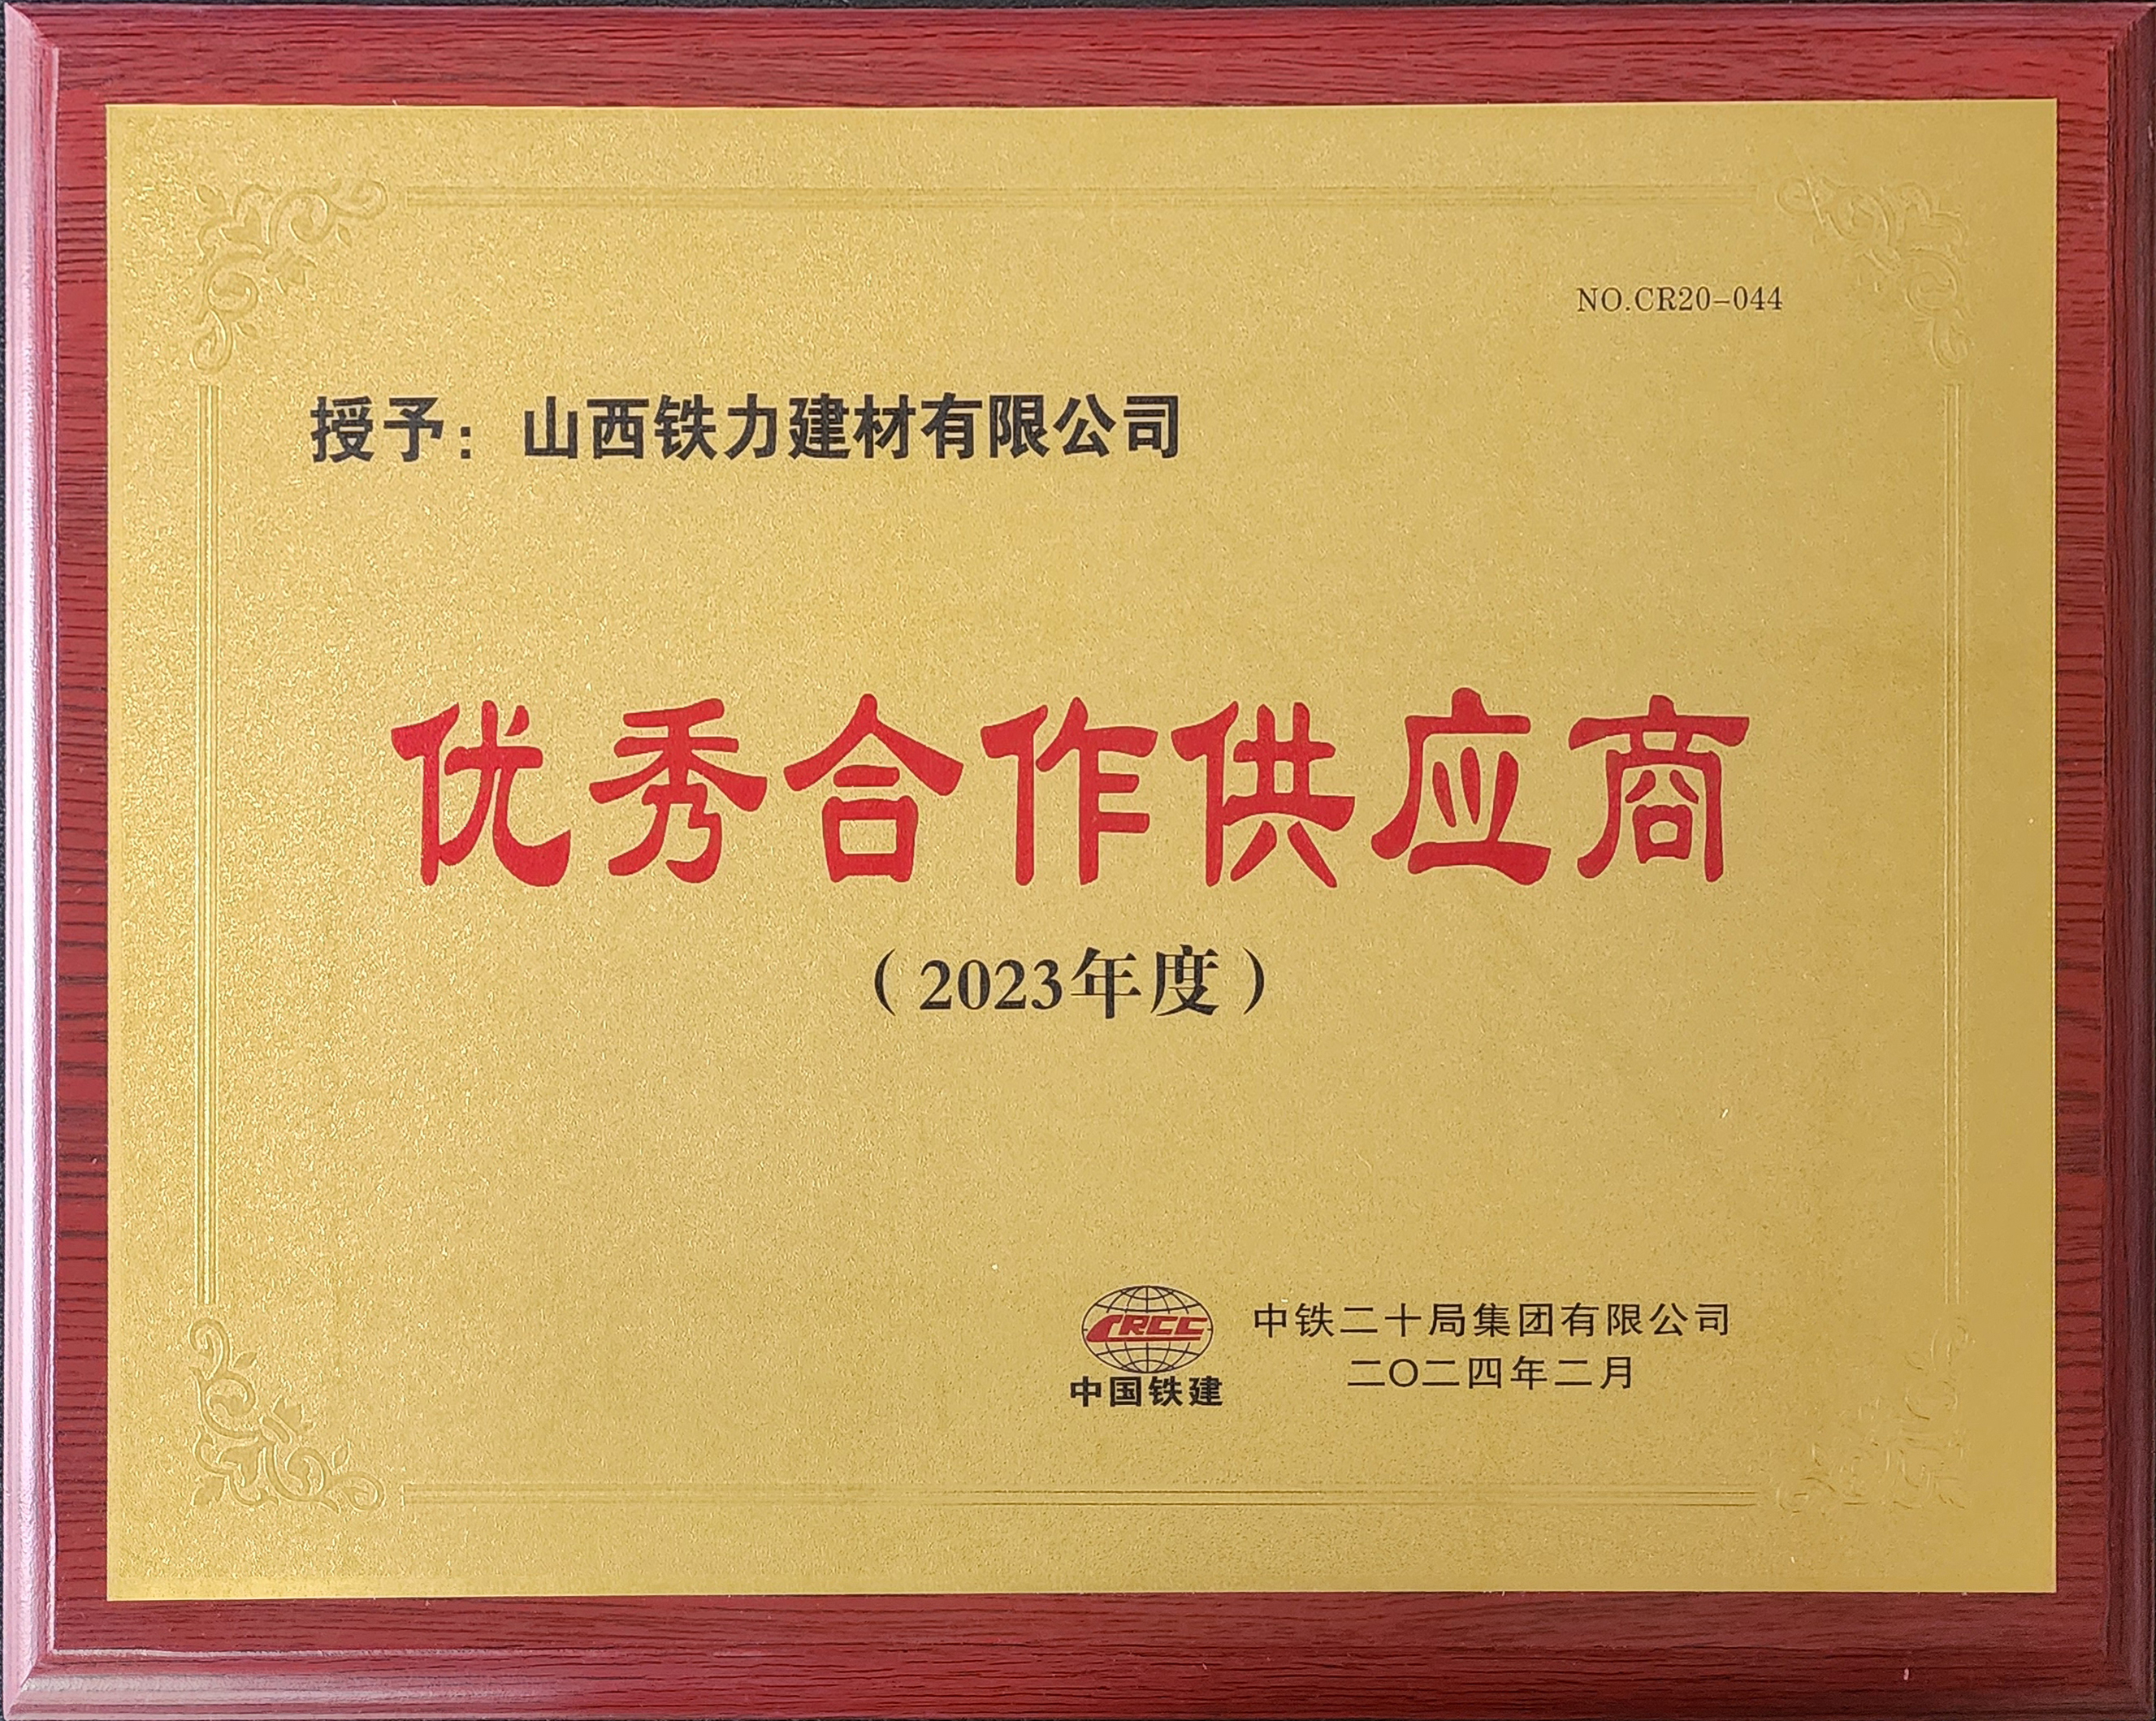 NO.CR20-044
授予：山西铁力建材有限公司
优秀合作供应商
（2023年度）
CRCC
中国铁建
中铁二十局集团有限公司
二〇二四年二月